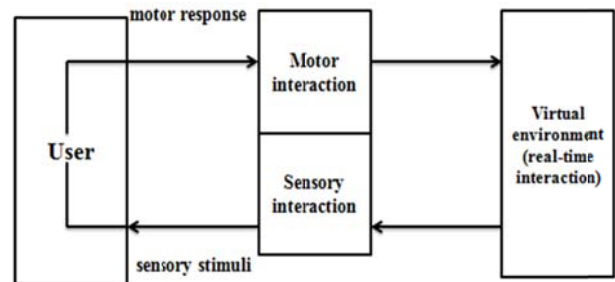 motor response
Motor
interaction
User
Sensory
interaction
sensory stimuli
Virtual
environment
(real-time
interaction)